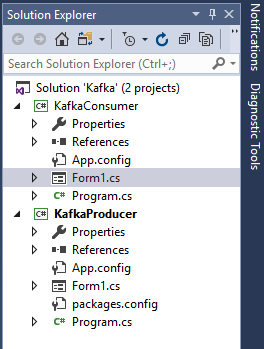 Solution Explorer
Search Solution Explorer (Ctrl+;)
Solution 'Kafka' (2 projects)
C# KafkaConsumer
Properties
References
App.config
Form1.cs
C# Program.cs
C# KafkaProducer
Properties
References
App.config
Form1.cs
packages.config
C# Program.cs
Notifications
Diagnostic Tools